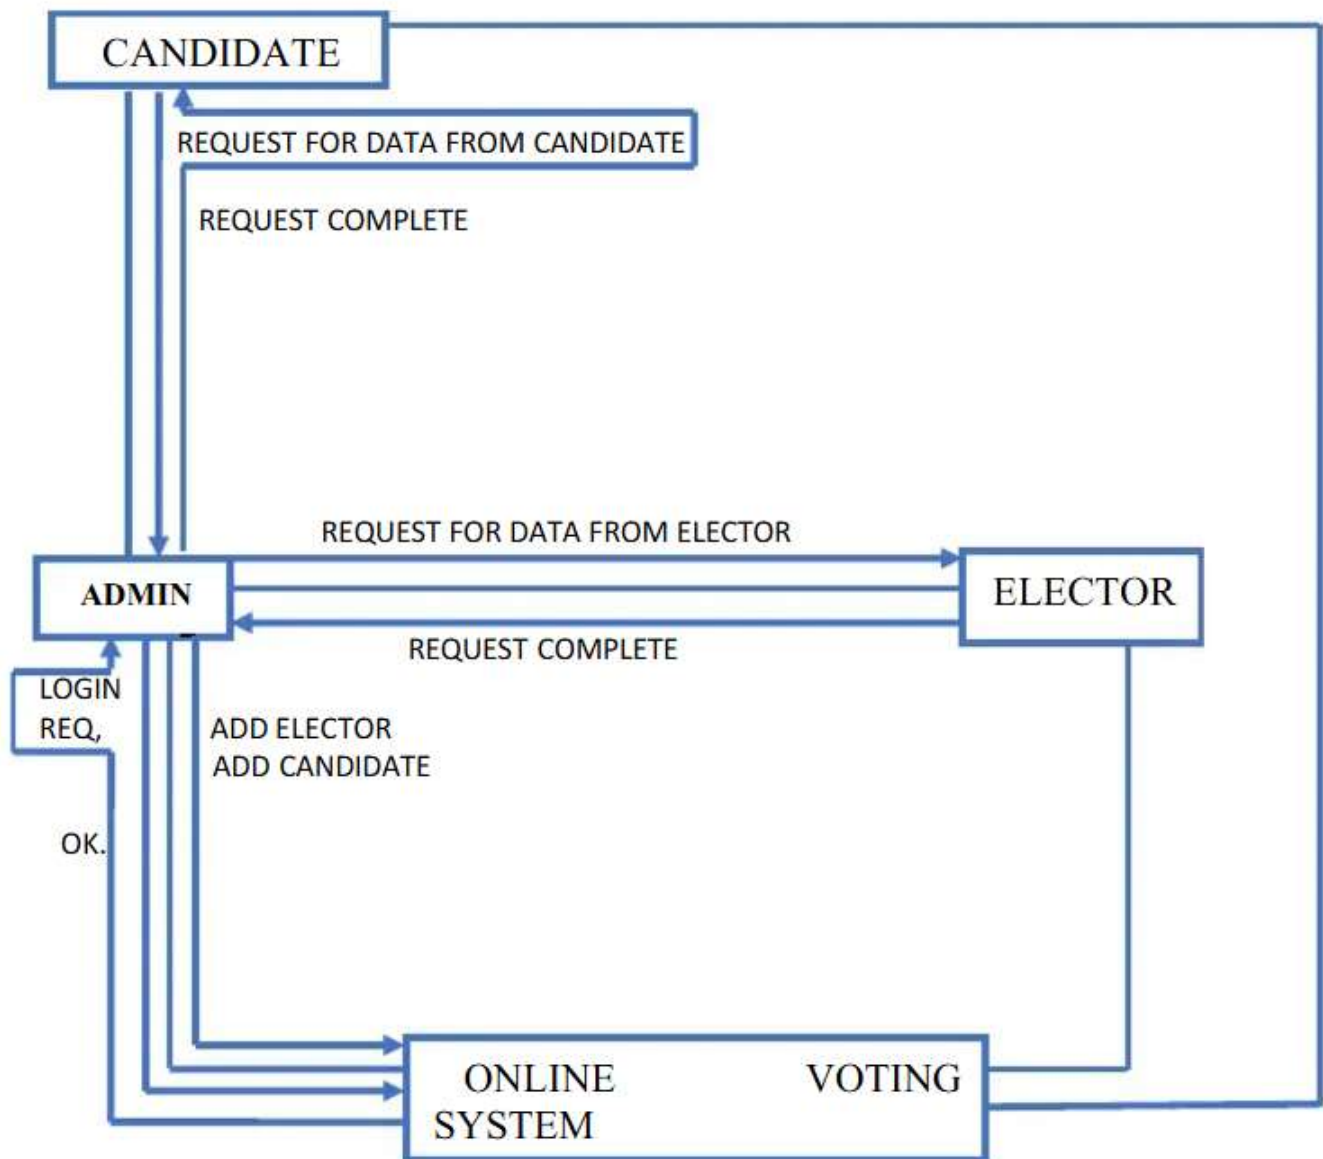 CANDIDATE
REQUEST FOR DATA FROM CANDIDATE
REQUEST COMPLETE
REQUEST FOR DATA FROM ELECTOR
ADMIN
ELECTOR
REQUEST COMPLETE
LOGIN
REQ,
ADD ELECTOR
ADD CANDIDATE
OK.
ONLINE VOTING
SYSTEM